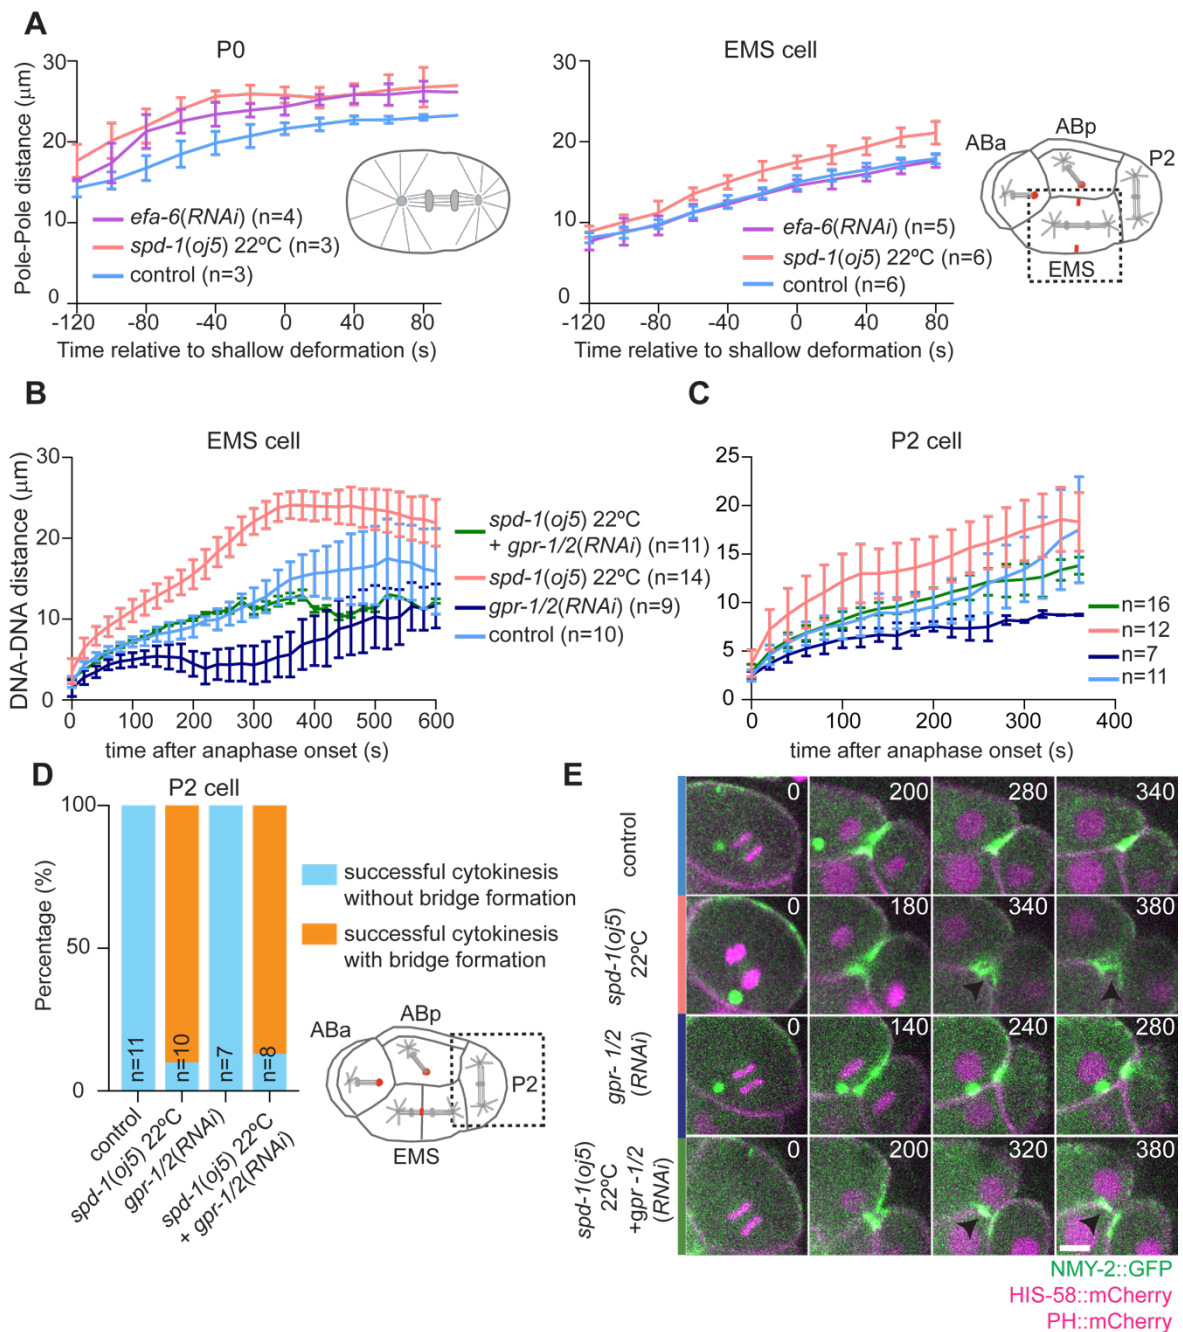 A
P0
Pole-Pole distance (μm)
30
20
10
0
efa-6(RNAi) (n=4)
spd-1(oj5) 22ºC (n=3)
control (n=3)
-120 -80 -40 0 40 80
Time relative to shallow deformation (s)
EMS cell
30
20
10
0
efa-6(RNAi) (n=5)
spd-1(oj5) 22ºC (n=6)
control (n=6)
-120 -80 -40 0 40 80
Time relative to shallow deformation (s)
ABp
ABa
P2
EMS
B
EMS cell
DNA-DNA distance (μm)
30
20
10
0
0 100 200 300 400 500 600
time after anaphase onset (s)
spd-1(oj5) 22ºC
+ gpr-1/2(RNAi) (n=11)
spd-1(oj5) 22ºC (n=14)
gpr-1/2(RNAi) (n=9)
control (n=10)
C
P2 cell
25
20
15
10
5
0
0 100 200 300 400
time after anaphase onset (s)
n=16
n=12
n=7
n=11
D
P2 cell
Percentage (%)
100
50
0
n=11
n=10
n=7
n=8
control
spd-1(oj5) 22ºC
gpr-1/2(RNAi)
spd-1(oj5) 22ºC
+ gpr-1/2(RNAi)
successful cytokinesis
without bridge formation
successful cytokinesis
with bridge formation
ABp
ABa
P2
EMS
E
control
0 200 280 340
spd-1(oj5)
22ºC
0 180 340 380
gpr- 1/2
(RNAi)
0 140 240 280
spd-1(oj5)
22ºC
+gpr -1/2
(RNAi)
0 200 320 380
NMY-2::GFP
HIS-58::mCherry
PH::mCherry